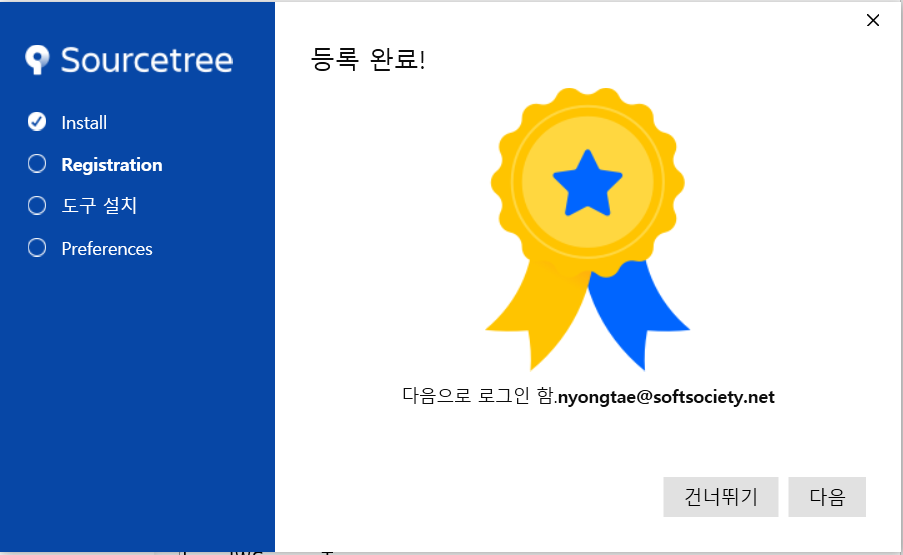 Sourcetree
Install
Registration
도구 설치
Preferences
등록 완료!
다음으로 로그인 함.nyongtae@softsociety.net
건너뛰기
다음